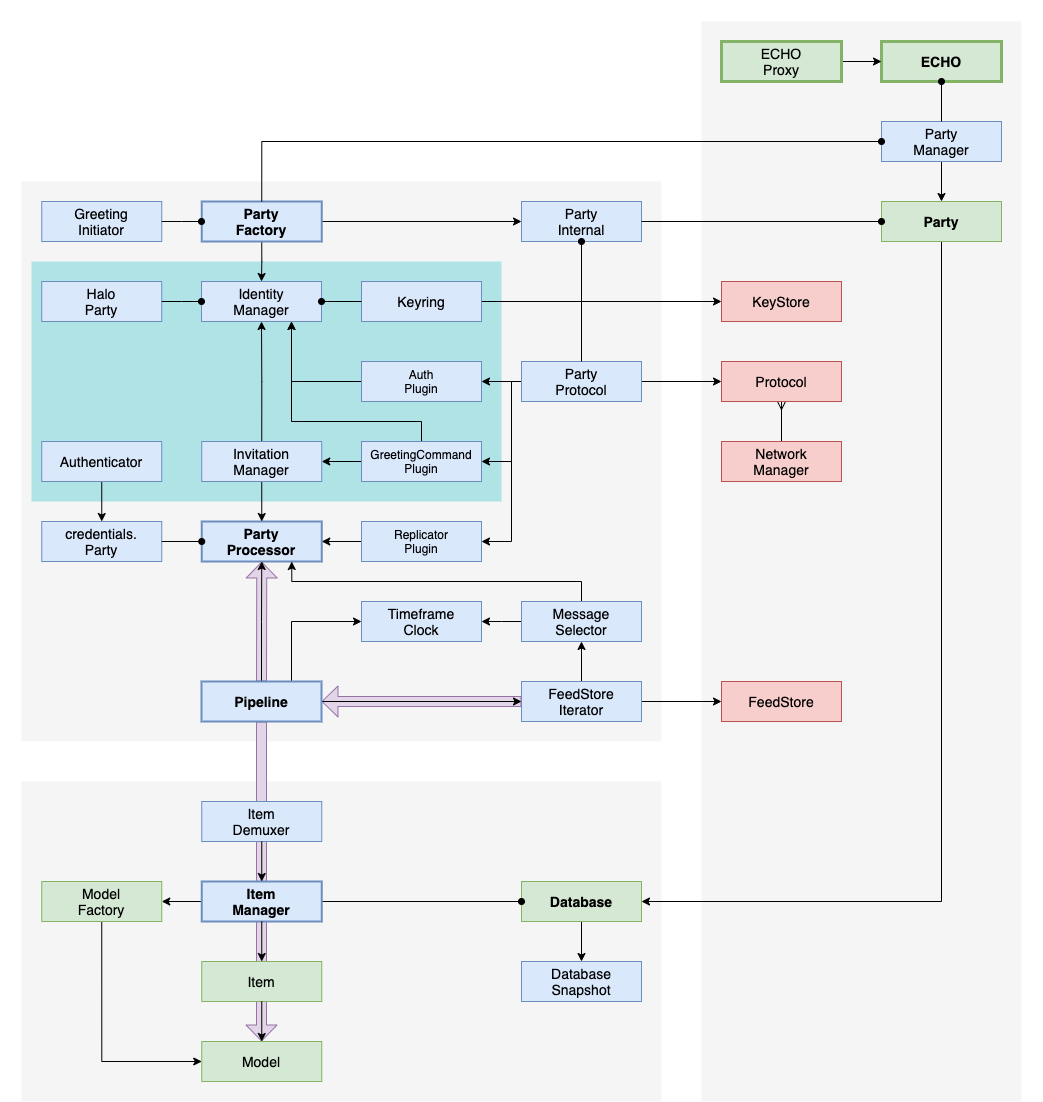 ECHO
Proxy
ECHO
Party
Manager
Greeting
Initiator
Party
Factory
Party
Internal
Party
Halo
Party
Identity
Manager
Keyring
KeyStore
Auth
Plugin
Party
Protocol
Protocol
Authenticator
Invitation
Manager
GreetingCommand
Plugin
Network
Manager
credentials.
Party
Party
Processor
Replicator
Plugin
Timeframe
Clock
Message
Selector
Pipeline
FeedStore
Iterator
FeedStore
Item
Demuxer
Model
Factory
Item
Manager
Database
Item
Database
Snapshot
Model